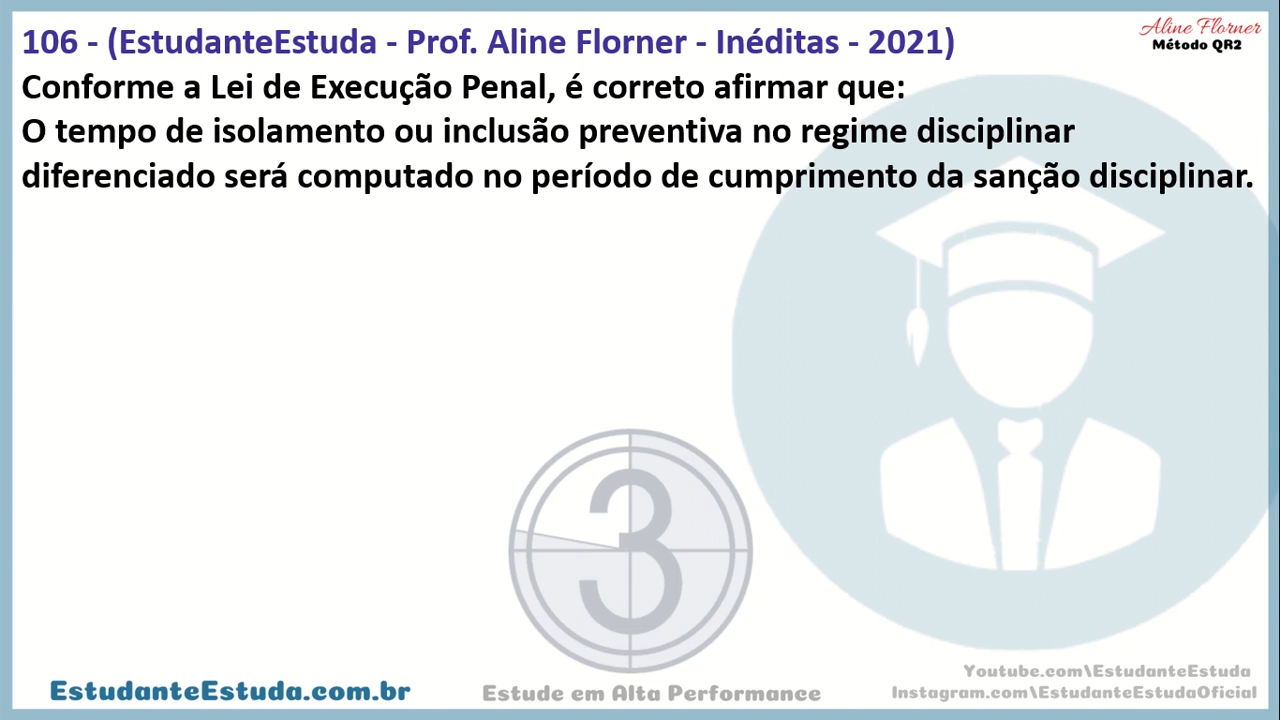 106 - (EstudanteEstuda - Prof. Aline Florner - Inéditas - 2021)
Aline Florner
Método QR2
Conforme a Lei de Execução Penal, é correto afirmar que:
O tempo de isolamento ou inclusão preventiva no regime disciplinar
diferenciado será computado no período de cumprimento da sanção disciplinar.
3
EstudanteEstuda.com.br
Estude em Alta Performance
Youtube.com\EstudanteEstuda
Instagram.com\EstudanteEstudaOficial